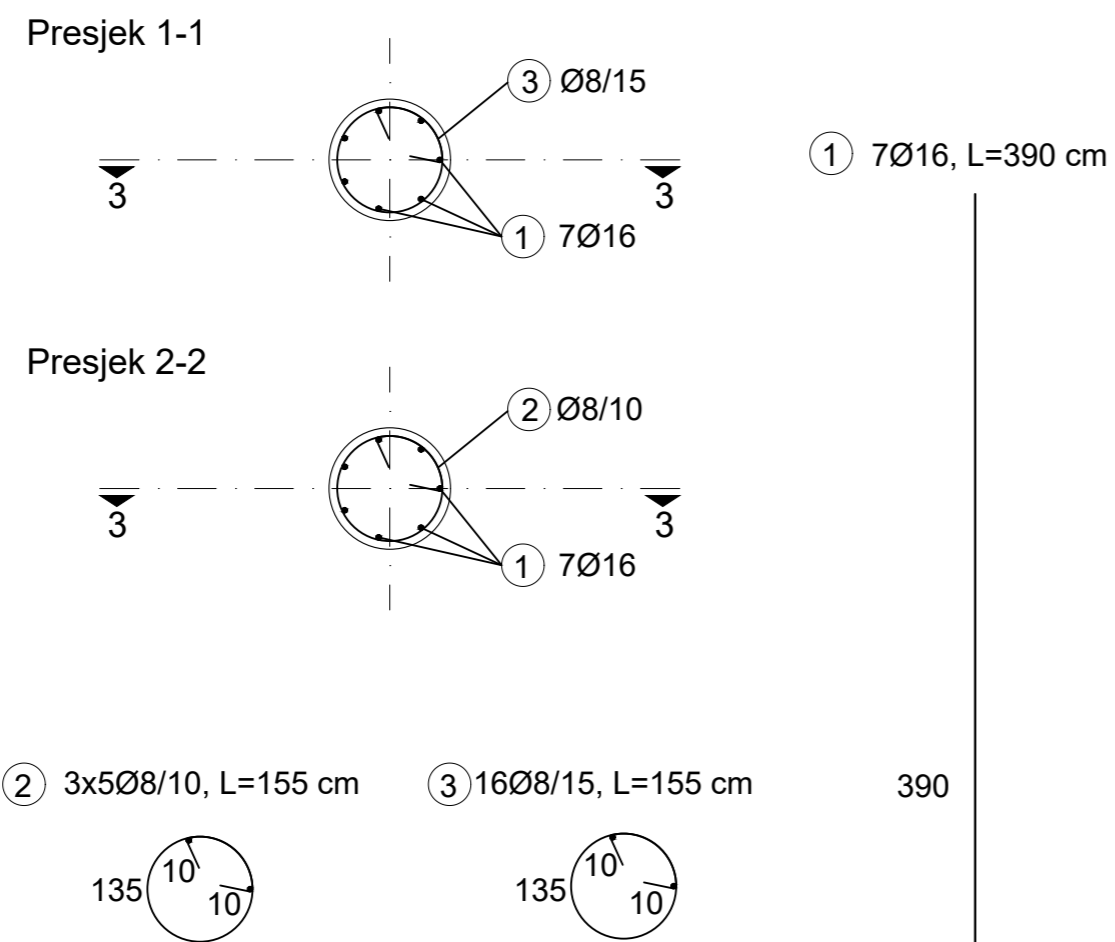 Presjek 1-1
3 Ø8/15
3 3
1 7Ø16
1 7Ø16, L=390 cm
Presjek 2-2
2 Ø8/10
3 3
1 7Ø16
2 3x5Ø8/10, L=155 cm
3 16Ø8/15, L=155 cm
390
135 10 10
135 10 10